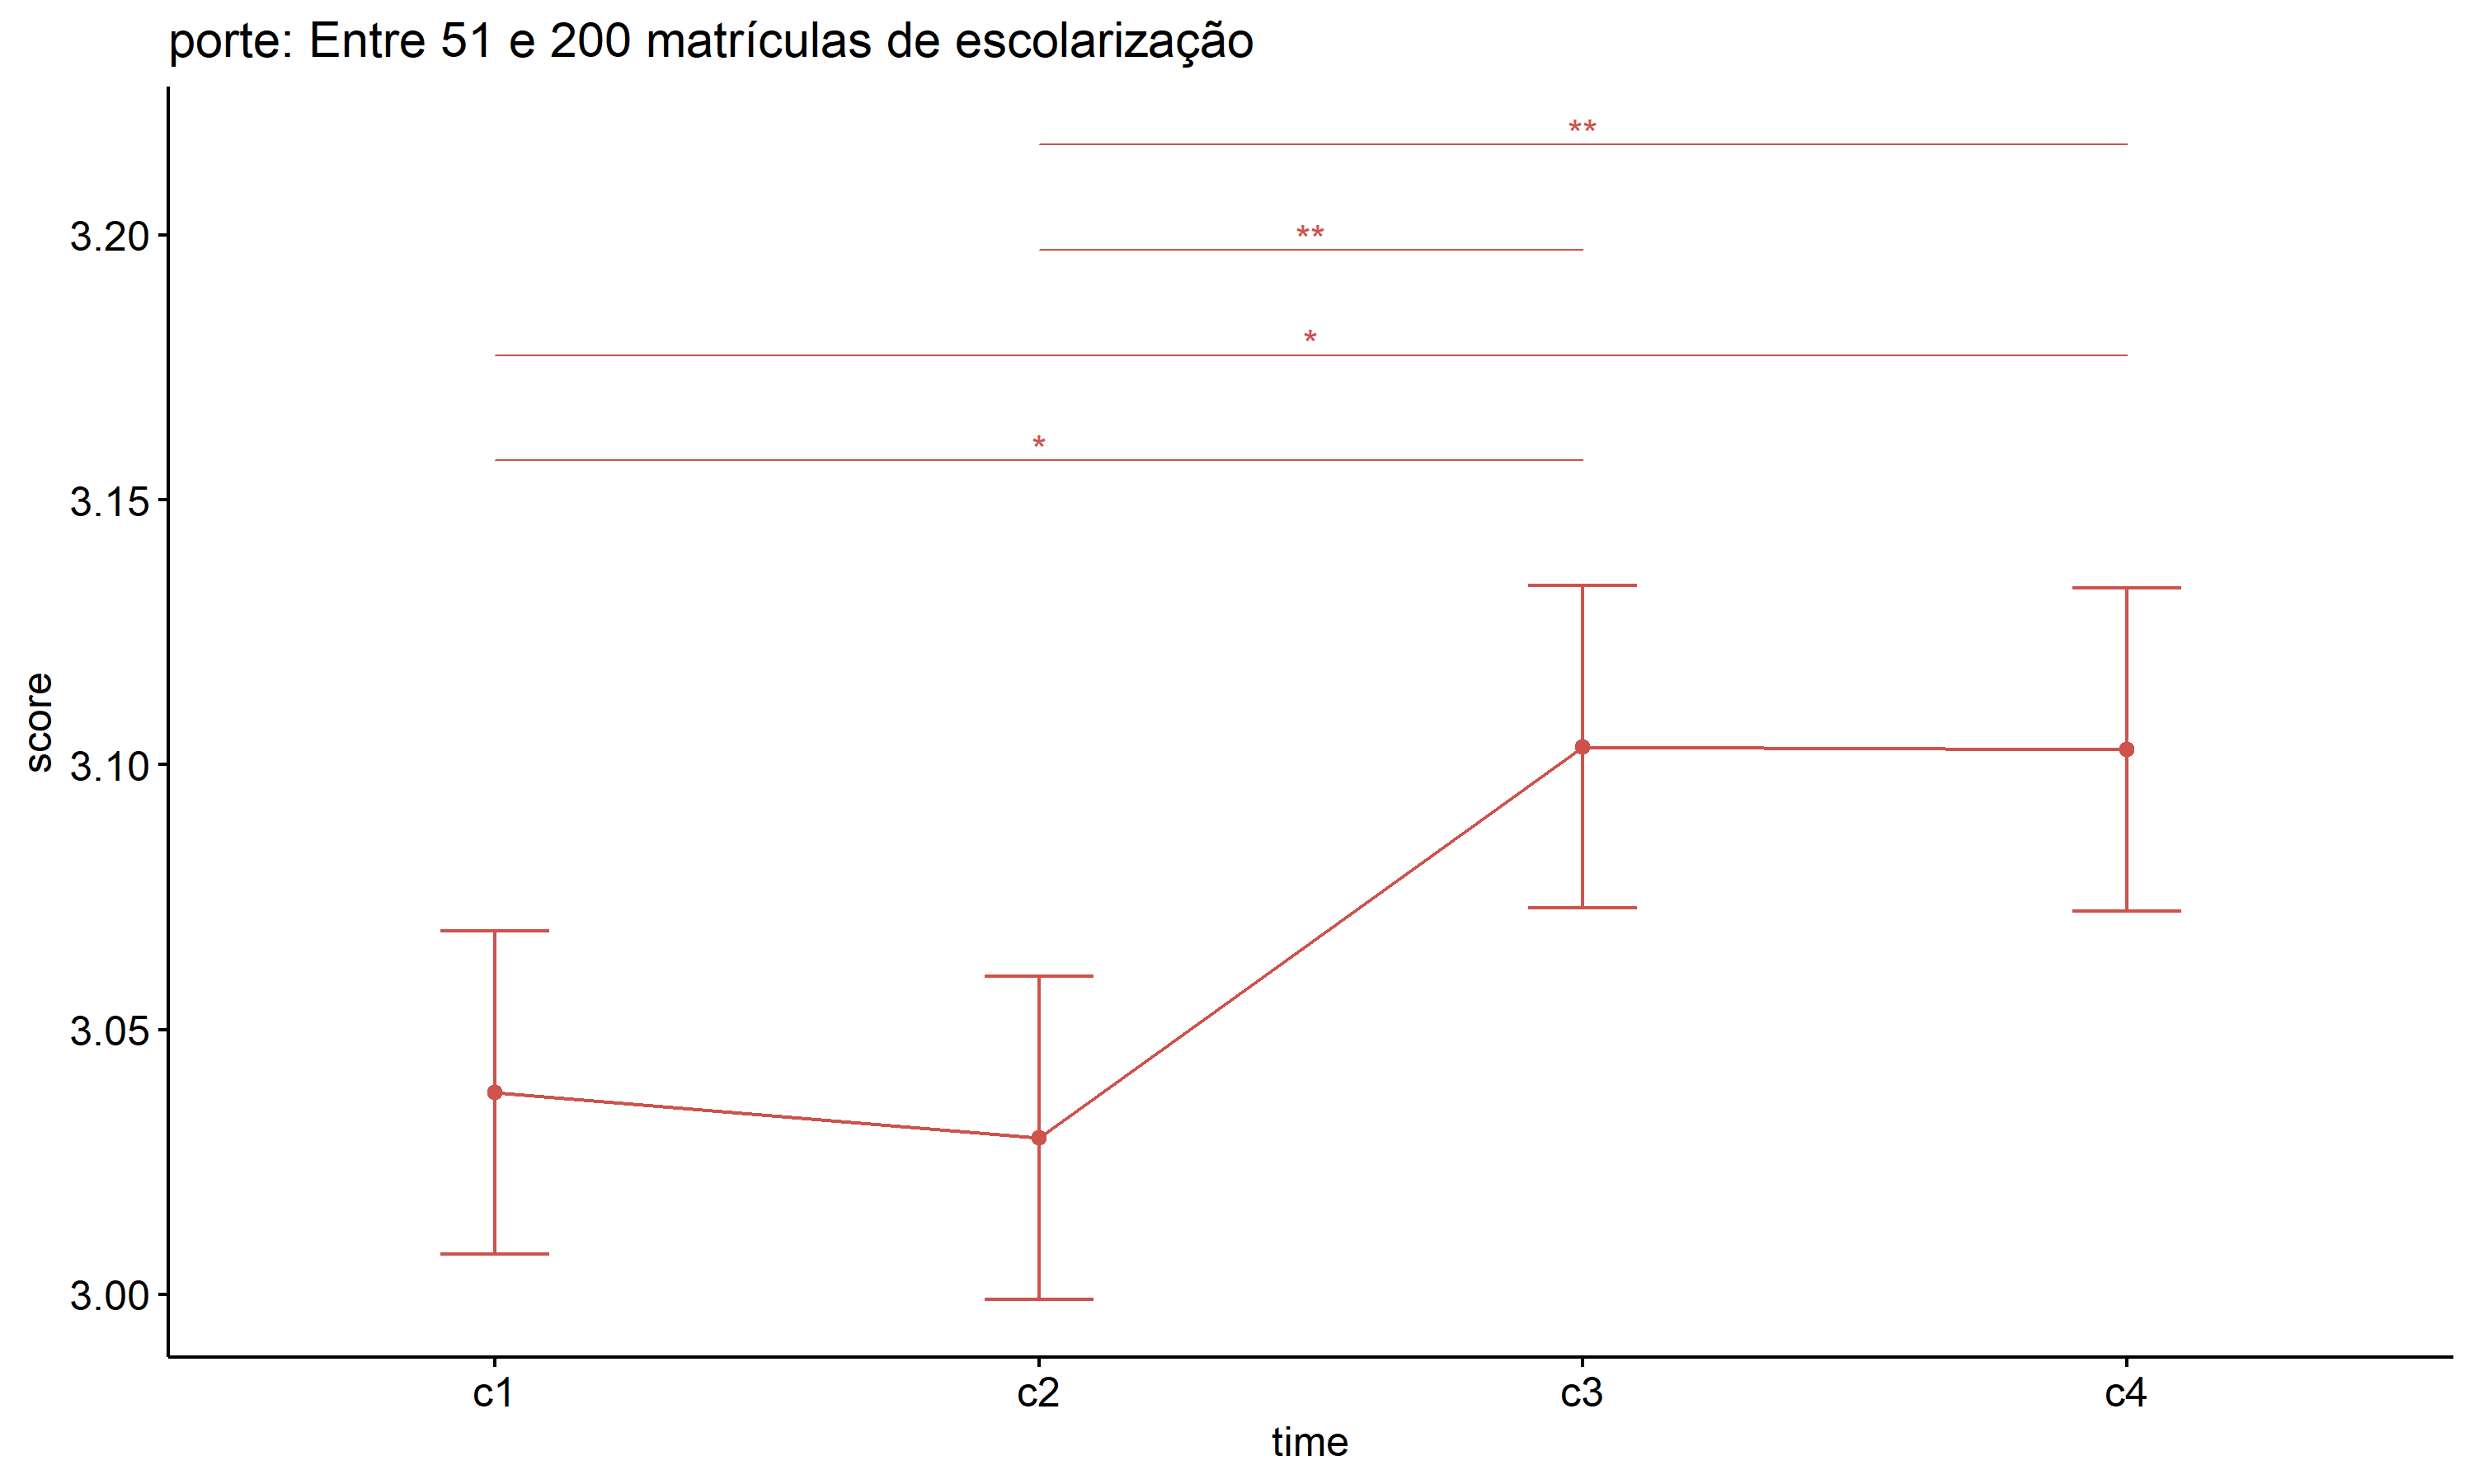 porte: Entre 51 e 200 matrículas de escolarização
**
3.20
**
*
*
3.15
score
3.10
3.05
3.00
c1 c2 c3 c4
time